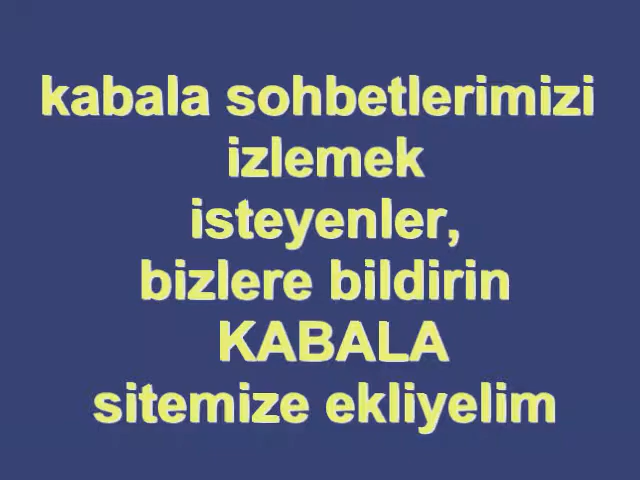 kabala sohbetlerimizi
izlemek
isteyenler,
bizlere bildirin
KABALA
sitemize ekliyelim